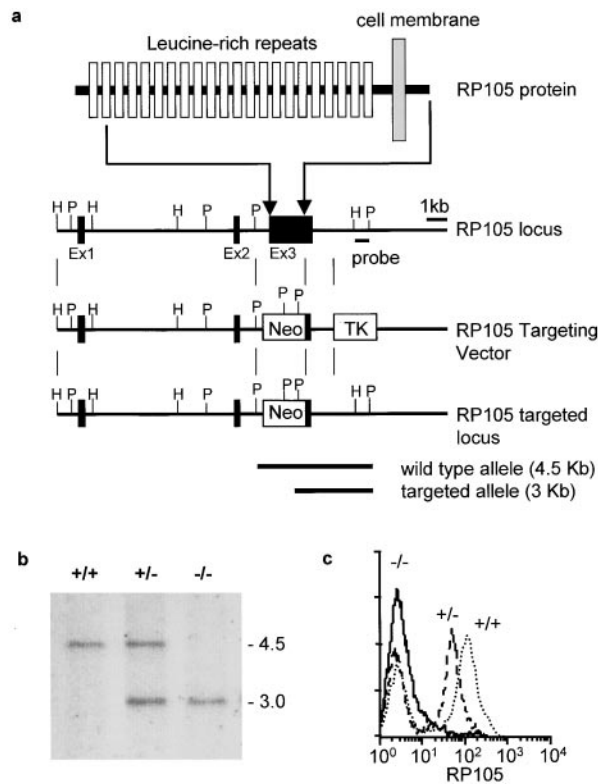 a
cell membrane
Leucine-rich repeats
RP105 protein
1kb
H P H H P P H P
RP105 locus
Ex1 Ex2 Ex3
probe
P P
H P H H P P
Neo TK
RP105 Targeting Vector
P P
H P H H P P H P
Neo
RP105 targeted locus
wild type allele (4.5 Kb)
targeted allele (3 Kb)
b
+/+ +/- -/-
- 4.5
- 3.0
c
-/-
+/-
+/+
10⁰ 10¹ 10² 10³ 10⁴
RP105